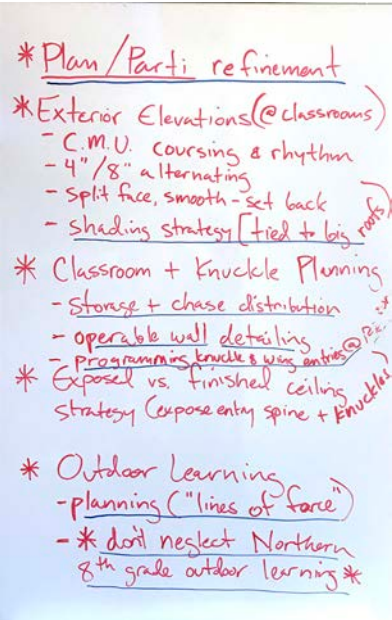 * Plan/Parti refinement
* Exterior Elevations (@ classrooms)
- C.M.U. coursing & rhythm
- 4"/8" alternating
- split face, smooth - set back
- shading strategy [tied to big roofs]
* Classroom + Knuckle Planning
- Storage + chase distribution
- operable wall detailing
- programming knuckle & wing entries @
* Exposed vs. finished ceiling
strategy (expose entry spine + knuckles)
* Outdoor Learning
- planning ("lines of force")
- * don't neglect Northern
8th grade outdoor learning *